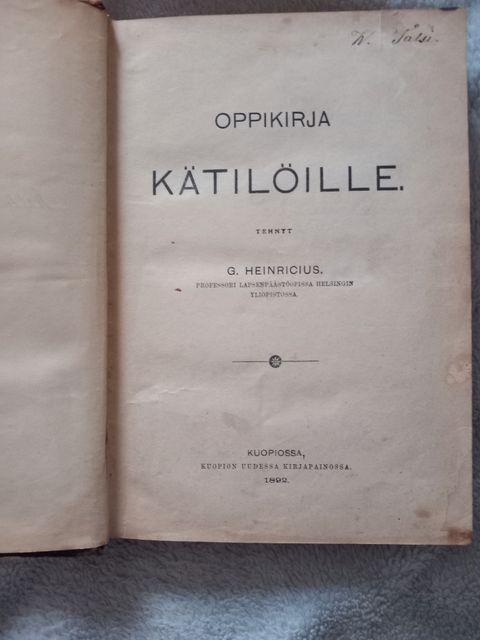 OPPIKIRJA
KÄTILÖILLE.
TEHNYT
G. HEINRICIUS.
PROFESSORI LAPSENPÄÄSTÖOPISSA HELSINGIN
YLIOPISTOSSA
KUOPIOSSA,
KUOPION UUDESSA KIRJAPAINOSSA.
1892.